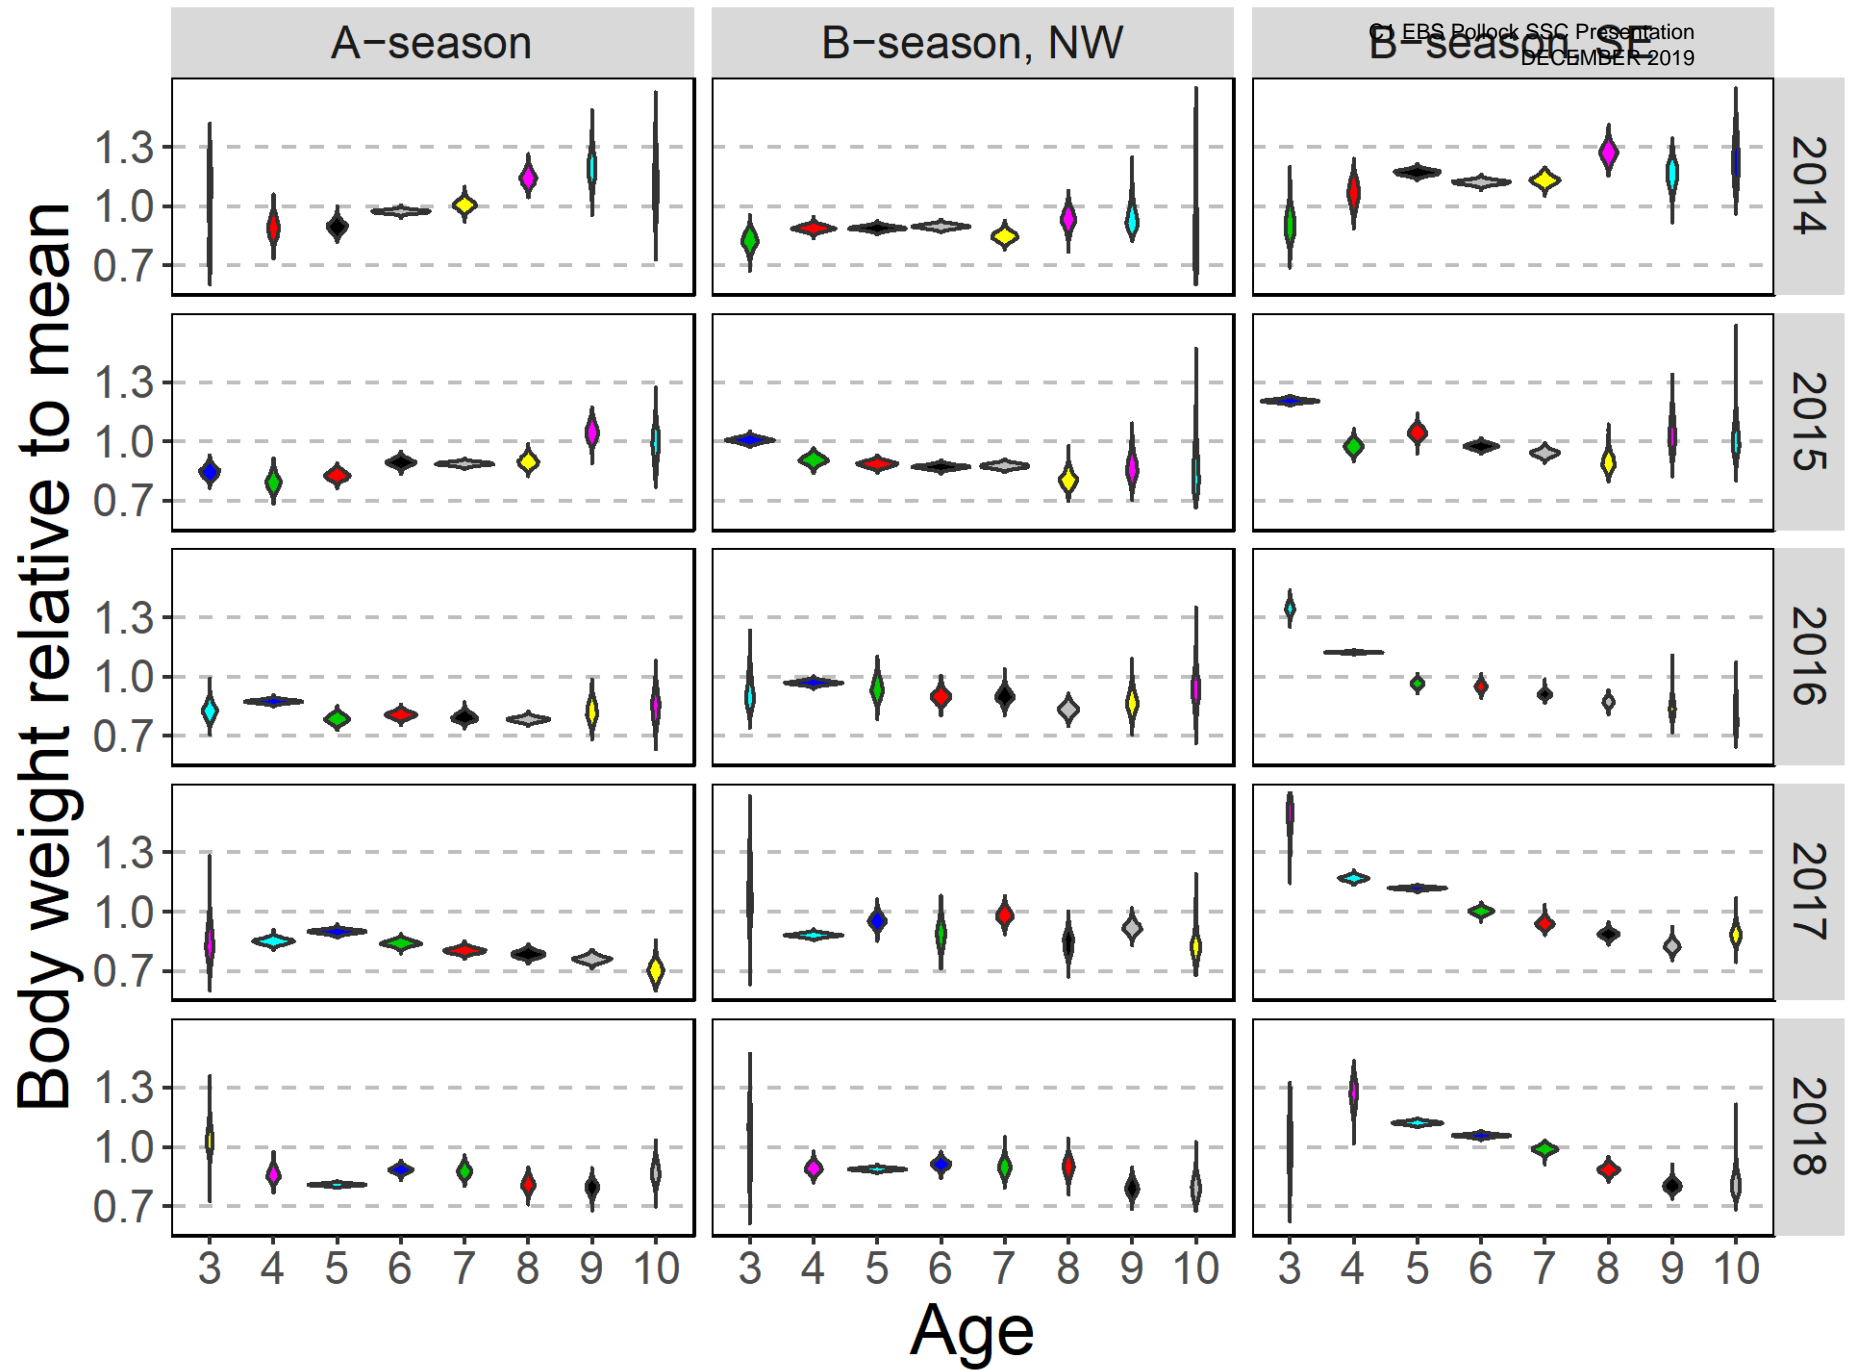 C1 EBS Pollock SSC Presentation
DECEMBER 2019
A−season
B−season, NW
B−season, SE
Body weight relative to mean
1.3
1.0
0.7
2014
1.3
1.0
0.7
2015
1.3
1.0
0.7
2016
1.3
1.0
0.7
2017
1.3
1.0
0.7
2018
3 4 5 6 7 8 9 10 3 4 5 6 7 8 9 10 3 4 5 6 7 8 9 10
Age